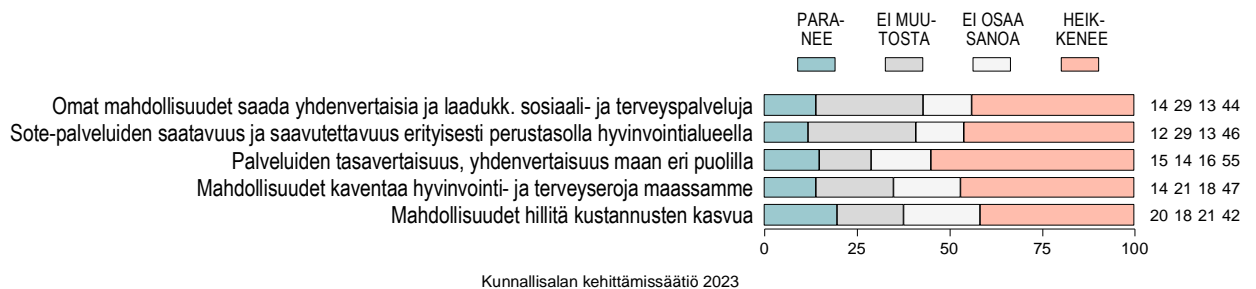 PARA- EI MUU- EI OSAA HEIK-
NEE TOSTA SANOA KENEE
Omat mahdollisuudet saada yhdenvertaisia ja laadukk. sosiaali- ja terveyspalveluja 14 29 13 44
Sote-palveluiden saatavuus ja saavutettavuus erityisesti perustasolla hyvinvointialueella 12 29 13 46
Palveluiden tasavertaisuus, yhdenvertaisuus maan eri puolilla 15 14 16 55
Mahdollisuudet kaventaa hyvinvointi- ja terveyseroja maassamme 14 21 18 47
Mahdollisuudet hillitä kustannusten kasvua 20 18 21 42
0 25 50 75 100
Kunnallisalan kehittämissäätiö 2023